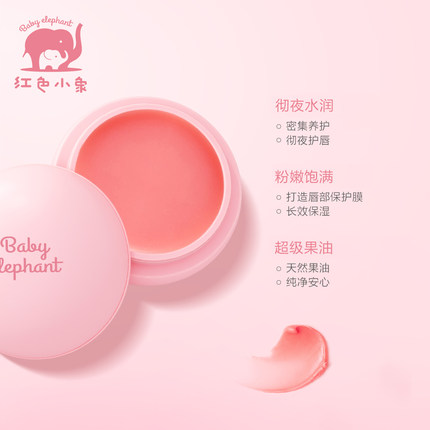 Baby elephant
红色小象
彻夜水润
密集养护
彻夜护唇
粉嫩饱满
打造唇部保护膜
长效保湿
超级果油
天然果油
纯净安心
Baby
elephant